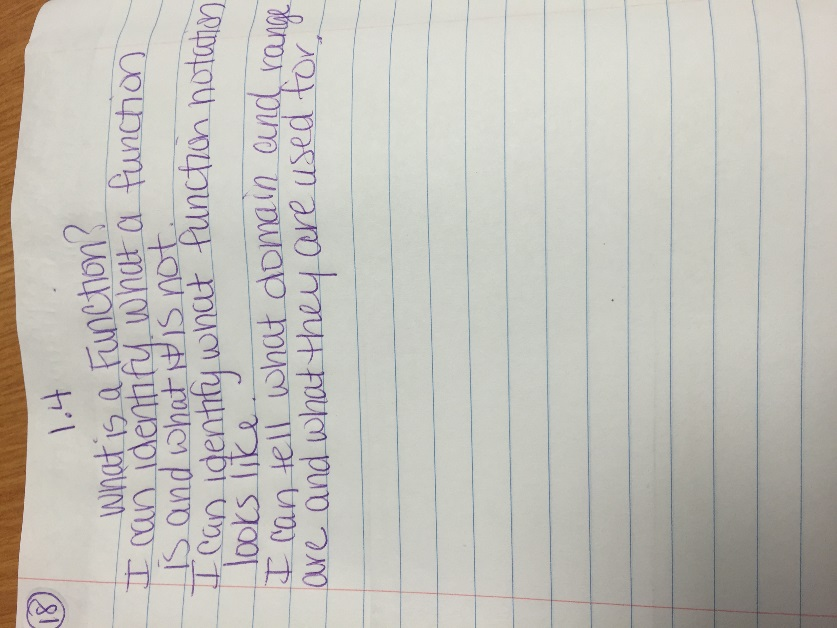 18
1.4
What is a Function?
I can identify what a function
is and what it is not.
I can identify what function notation
looks like.
I can tell what domain and range
are and what they are used for.